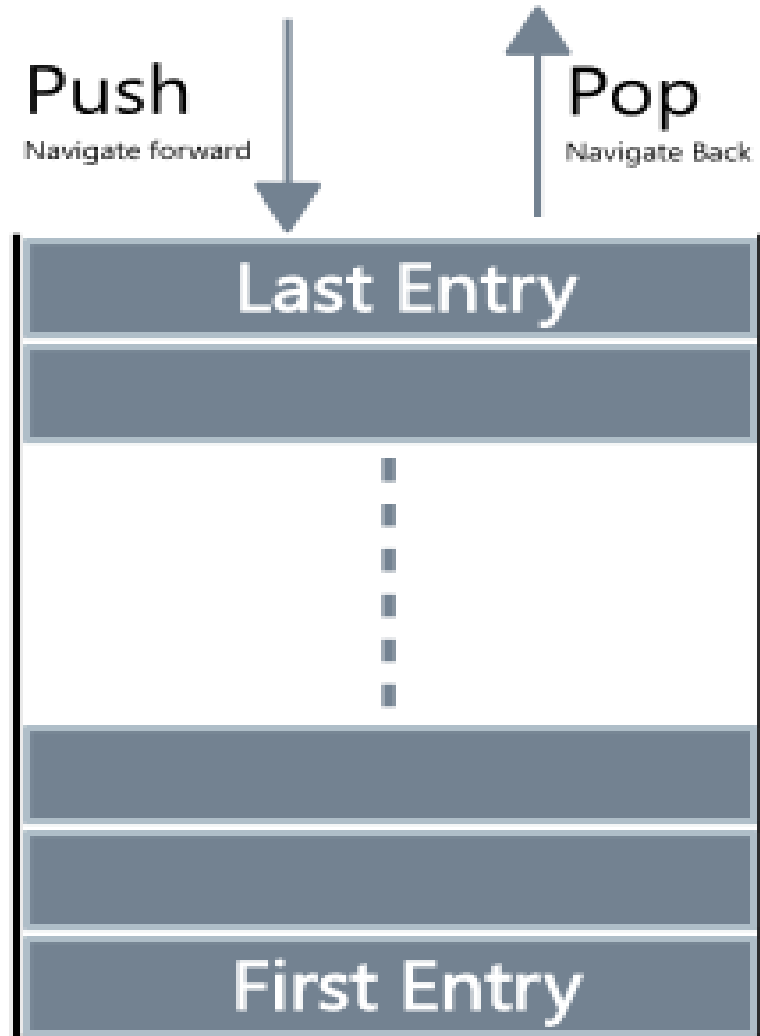 Push
Navigate forward
Pop
Navigate Back
Last Entry
First Entry